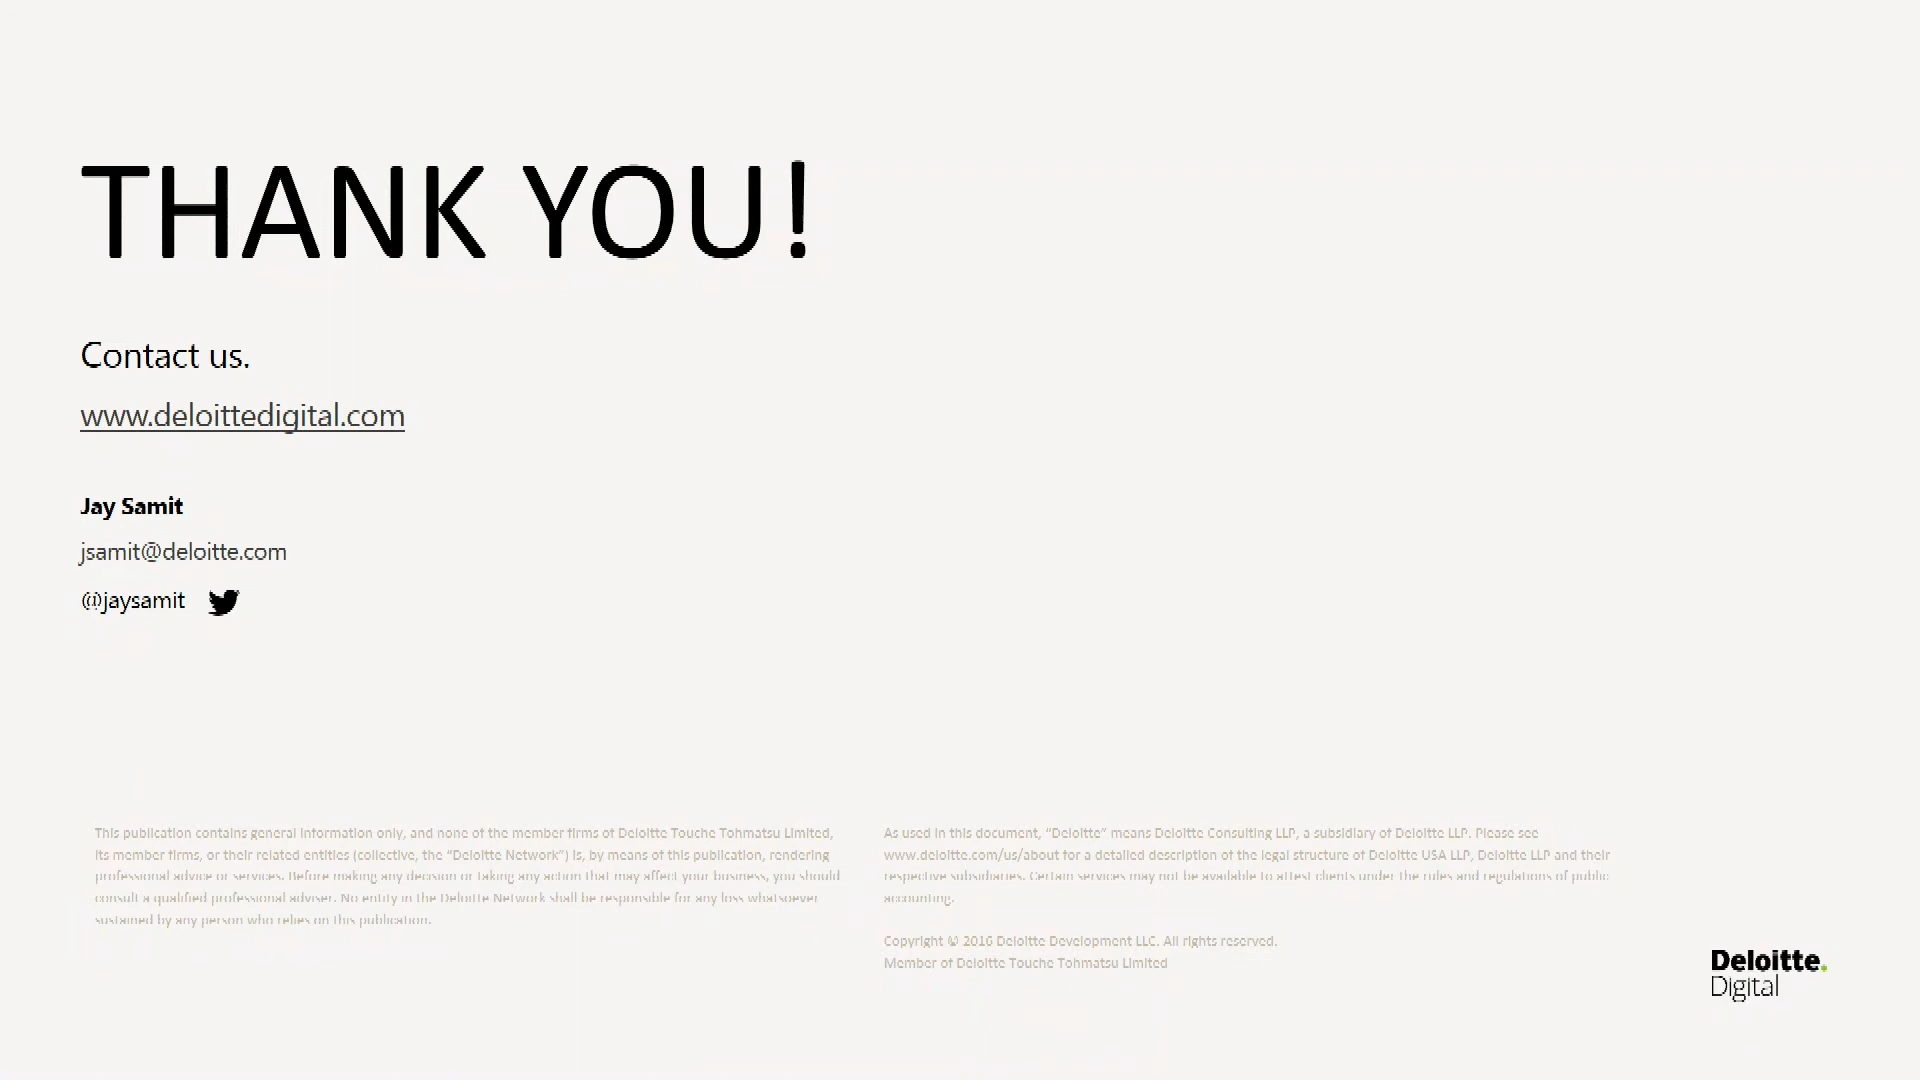 THANK YOU!
Contact us.
www.deloittedigital.com
Jay Samit
jsamit@deloitte.com
@jaysamit
This publication contains general information only, and none of the member firms of Deloitte Touche Tohmatsu Limited,
its member firms, or their related entities (collective, the “Deloitte Network”) is, by means of this publication, rendering
professional advice or services. Before making any decision or taking any action that may affect your business, you should
consult a qualified professional adviser. No entity in the Deloitte Network shall be responsible for any loss whatsoever
sustained by any person who relies on this publication.
As used in this document, “Deloitte” means Deloitte Consulting LLP, a subsidiary of Deloitte LLP. Please see
www.deloitte.com/us/about for a detailed description of the legal structure of Deloitte USA LLP, Deloitte LLP and their
respective subsidiaries. Certain services may not be available to attest clients under the rules and regulations of public
accounting.
Copyright © 2016 Deloitte Development LLC. All rights reserved.
Member of Deloitte Touche Tohmatsu Limited
Deloitte.
Digital